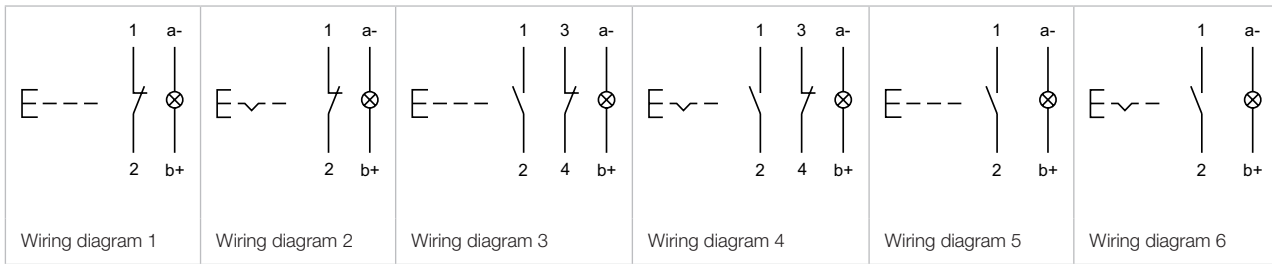 1 a-
2 b+
Wiring diagram 1
1 a-
2 b+
Wiring diagram 2
1 3 a-
2 4 b+
Wiring diagram 3
1 3 a-
2 4 b+
Wiring diagram 4
1 a-
2 b+
Wiring diagram 5
1 a-
2 b+
Wiring diagram 6